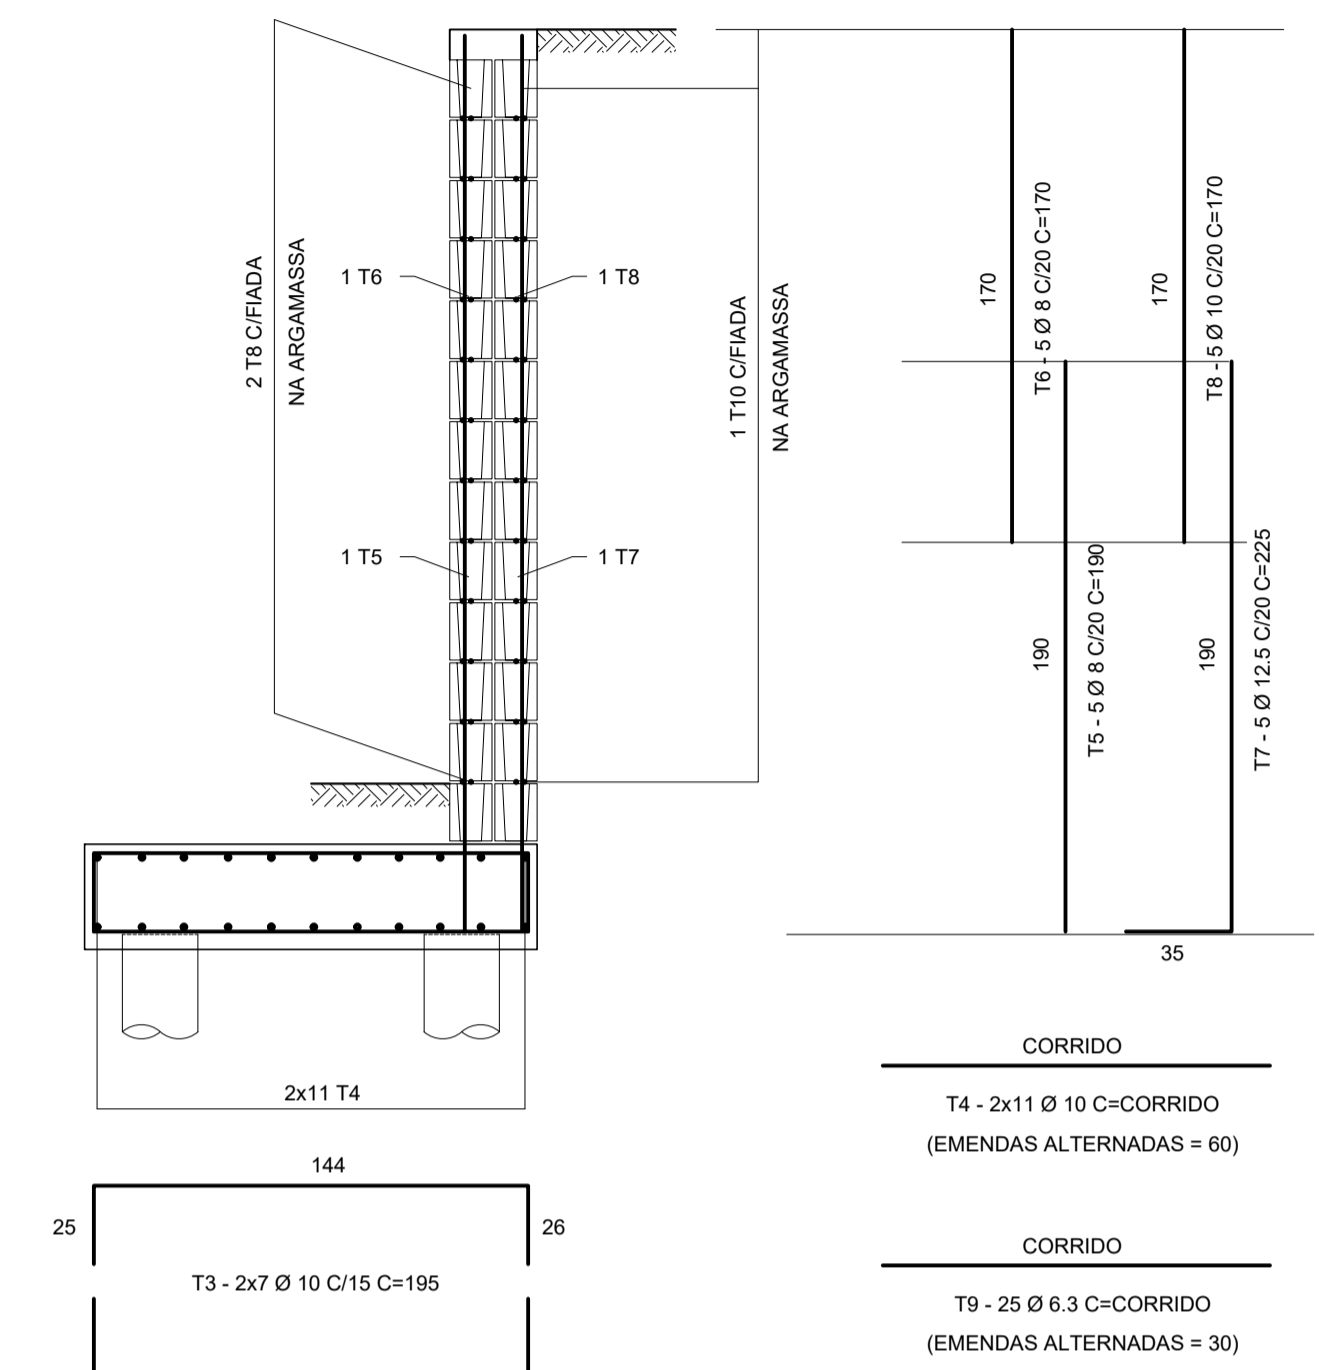 2 T8 C/FIADA
NA ARGAMASSA
1 T6
1 T8
1 T5
1 T7
1 T10 C/FIADA
NA ARGAMASSA
170
T6 - 5 Ø 8 C/20 C=170
170
T8 - 5 Ø 10 C/20 C=170
190
T5 - 5 Ø 8 C/20 C=190
190
T7 - 5 Ø 12.5 C/20 C=225
35
2x11 T4
144
25
26
T3 - 2x7 Ø 10 C/15 C=195
CORRIDO
T4 - 2x11 Ø 10 C=CORRIDO
(EMENDAS ALTERNADAS = 60)
CORRIDO
T9 - 25 Ø 6.3 C=CORRIDO
(EMENDAS ALTERNADAS = 30)